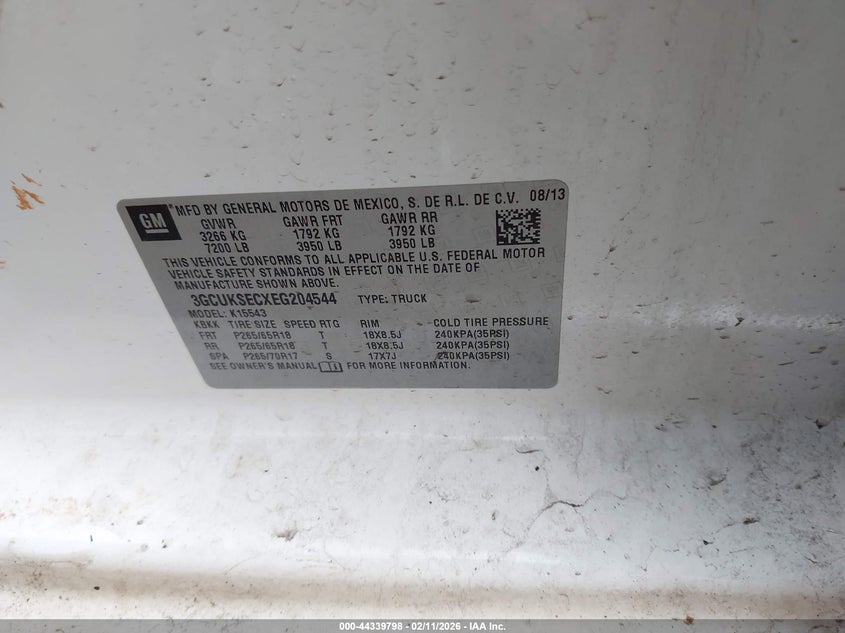 GM MFD BY GENERAL MOTORS DE MEXICO, S. DE R.L. DE C.V. 08/13
GVWR GAWR FRT GAWR RR
3266 KG 1792 KG 1792 KG
7200 LB 3950 LB 3950 LB
THIS VEHICLE CONFORMS TO ALL APPLICABLE U.S. FEDERAL MOTOR
VEHICLE SAFETY STANDARDS IN EFFECT ON THE DATE OF
MANUFACTURE SHOWN ABOVE.
3GCUKSECXEG204544 TYPE: TRUCK
MODEL: K15543
KBKK TIRE SIZE SPEED RTG RIM COLD TIRE PRESSURE
FRT P265/65R18 T 18X8.5J 240KPA(35PSI)
RR P265/65R18 T 18X8.5J 240KPA(35PSI)
SPA P265/70R17 S 17X7J 240KPA(35PSI)
SEE OWNER'S MANUAL FOR MORE INFORMATION.
000-44339798 - 02/11/2026 - IAA Inc.